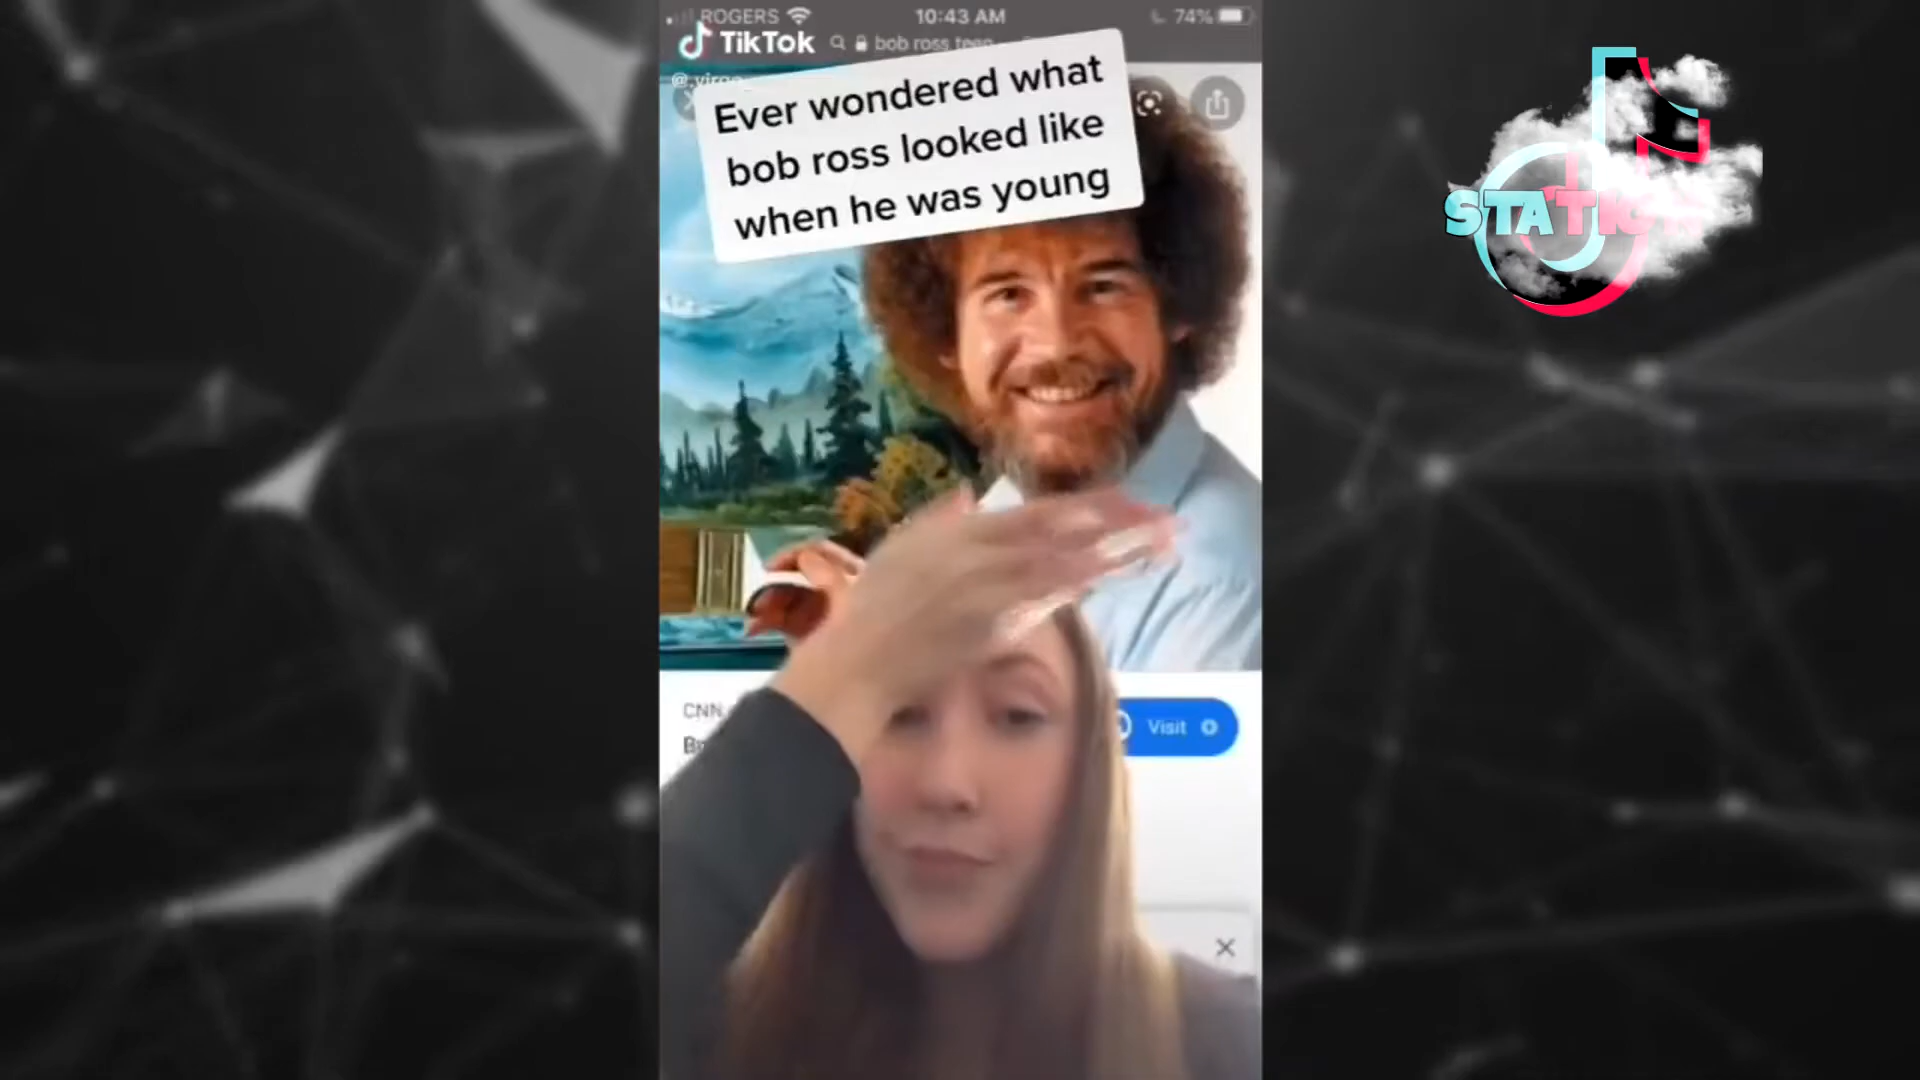 ROGERS
10:43 AM
74%
TikTok
bob ross teen
Ever wondered what
bob ross looked like
when he was young
CNN
Visit